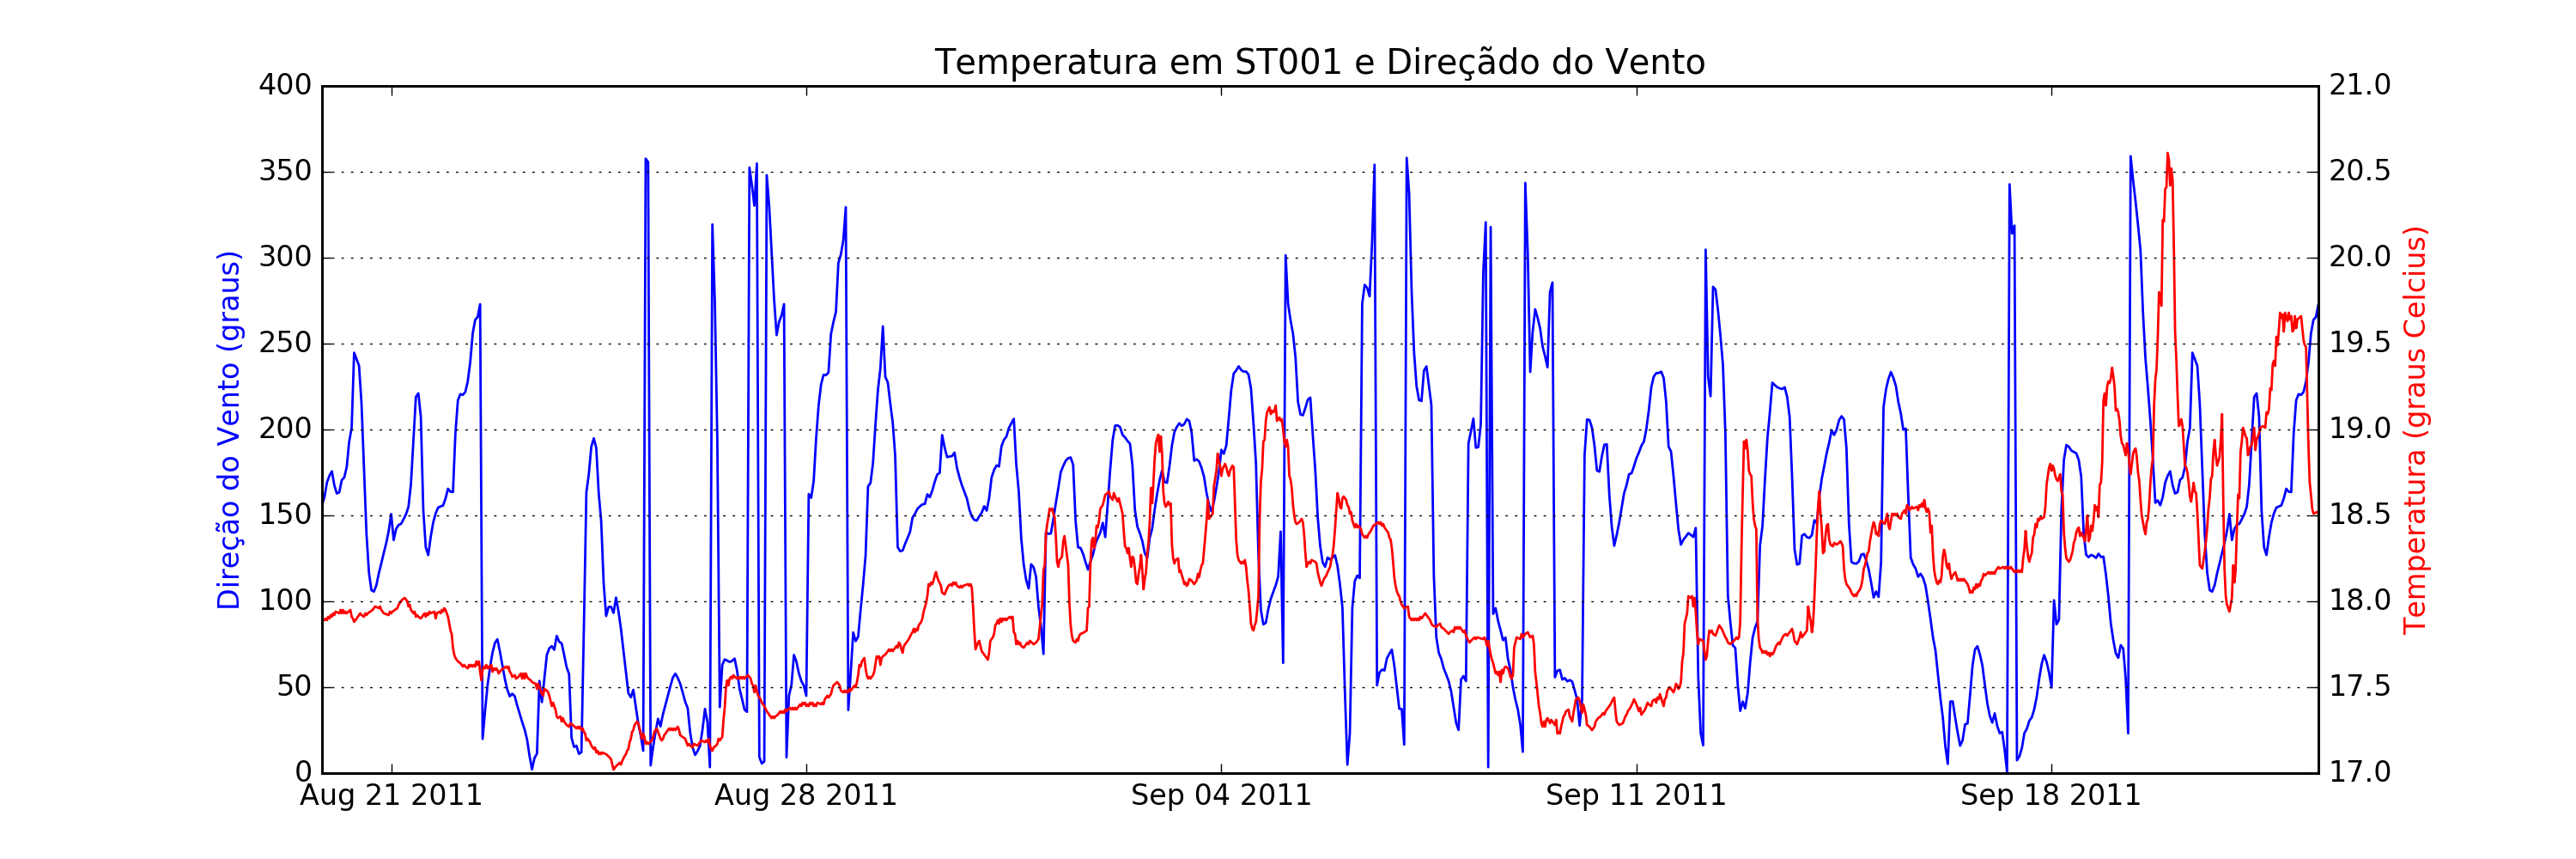 Temperatura em ST001 e Direçãdo do Vento
400
350
300
250
200
150
100
50
0
Direção do Vento (graus)
21.0
20.5
20.0
19.5
19.0
18.5
18.0
17.5
17.0
Temperatura (graus Celcius)
Aug 21 2011
Aug 28 2011
Sep 04 2011
Sep 11 2011
Sep 18 2011